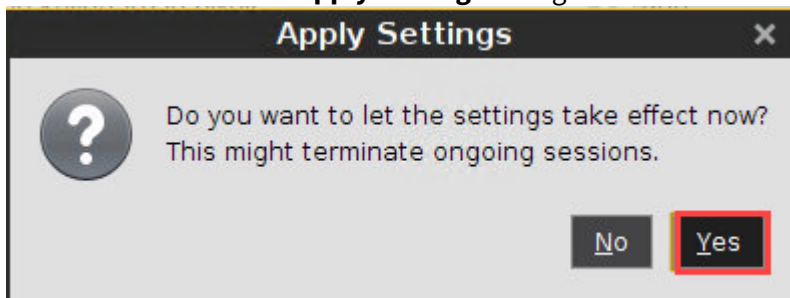 Apply Settings
Do you want to let the settings take effect now?
This might terminate ongoing sessions.
No Yes